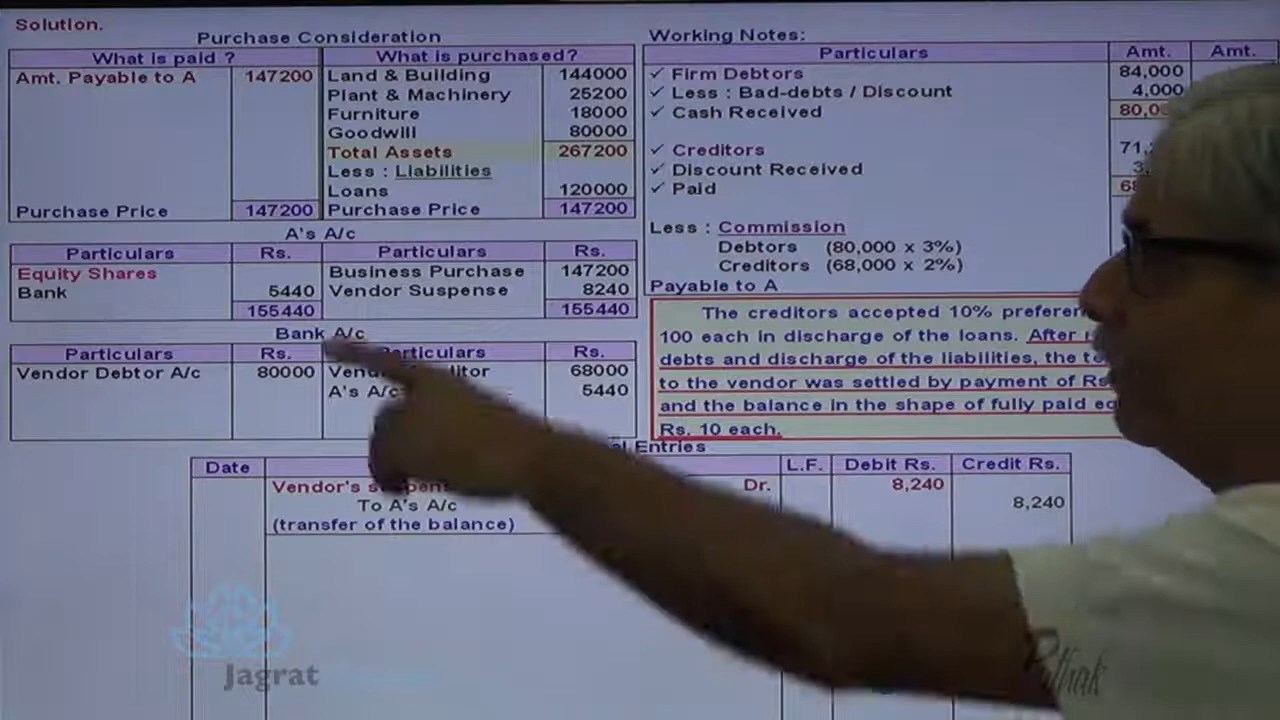 Solution.
Purchase Consideration
What is paid ? What is purchased?
Amt. Payable to A 147200 Land & Building 144000
Plant & Machinery 25200
Furniture 18000
Goodwill 80000
Total Assets 267200
Less : Liabilities
Loans 120000
Purchase Price 147200 Purchase Price 147200
A's A/c
Particulars Rs. Particulars Rs.
Equity Shares Business Purchase 147200
Bank 5440 Vendor Suspense 8240
155440 155440
Bank A/c
Particulars Rs. Particulars Rs.
Vendor Debtor A/c 80000 68000
A's A/c 5440
Working Notes:
Particulars Amt. Amt.
✓ Firm Debtors 84,000
✓ Less : Bad-debts / Discount 4,000
✓ Cash Received
✓ Creditors
✓ Discount Received
✓ Paid
Less : Commission
Debtors (80,000 x 3%)
Creditors (68,000 x 2%)
Payable to A
The creditors accepted 10%
100 each in discharge of the loans. After
debts and discharge of the liabilities, the
to the vendor was settled by payment of
and the balance in the shape of fully paid
Rs. 10 each.
Entries
Date L.F. Debit Rs. Credit Rs.
Vendor's Dr. 8,240
To A's A/c 8,240
(transfer of the balance)
Jagrat
Pathak